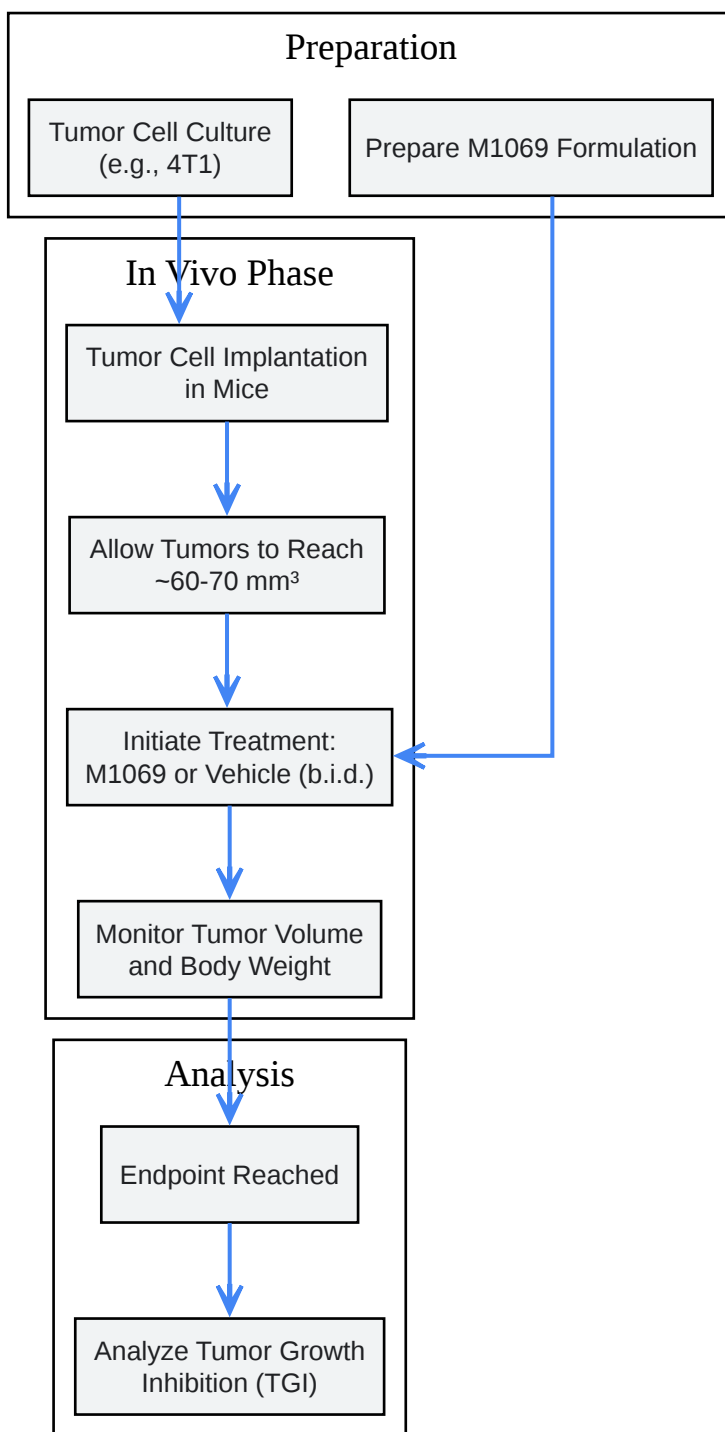 Preparation
Tumor Cell Culture
(e.g., 4T1)
Prepare M1069 Formulation
In Vivo Phase
Tumor Cell Implantation
in Mice
Allow Tumors to Reach
~60-70 mm³
Initiate Treatment:
M1069 or Vehicle (b.i.d.)
Monitor Tumor Volume
and Body Weight
Analysis
Endpoint Reached
Analyze Tumor Growth
Inhibition (TGI)